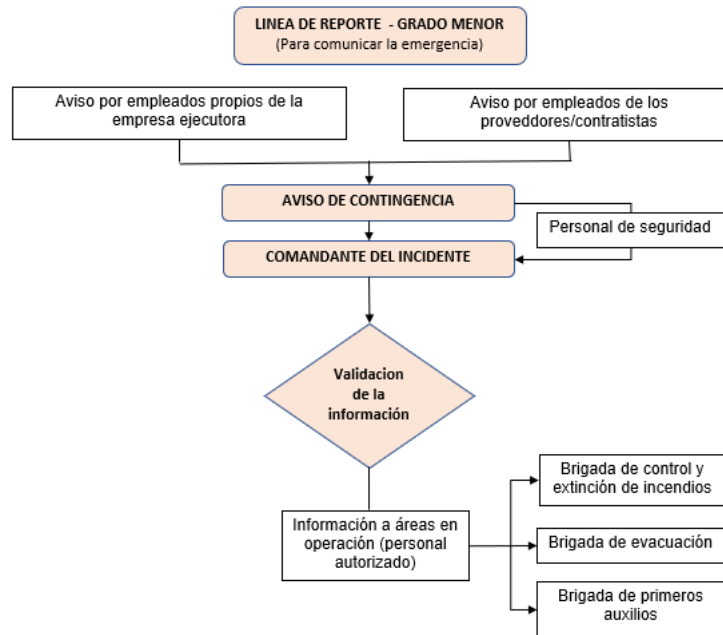 LINEA DE REPORTE - GRADO MENOR
(Para comunicar la emergencia)
Aviso por empleados propios de la
empresa ejecutora
Aviso por empleados de los
proveddores/contratistas
AVISO DE CONTINGENCIA
Personal de seguridad
COMANDANTE DEL INCIDENTE
Validacion
de la
información
Información a áreas en
operación (personal
autorizado)
Brigada de control y
extinción de incendios
Brigada de evacuación
Brigada de primeros
auxilios